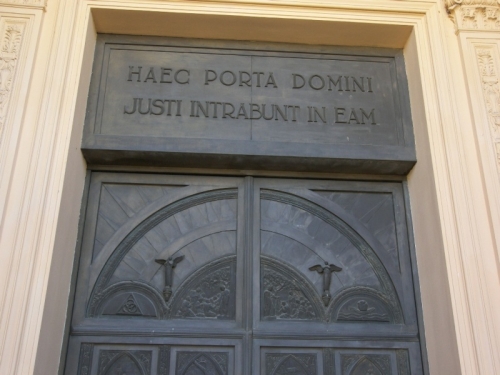 HAEC PORTA DOMINI
JUSTI INTRABUNT IN EAM